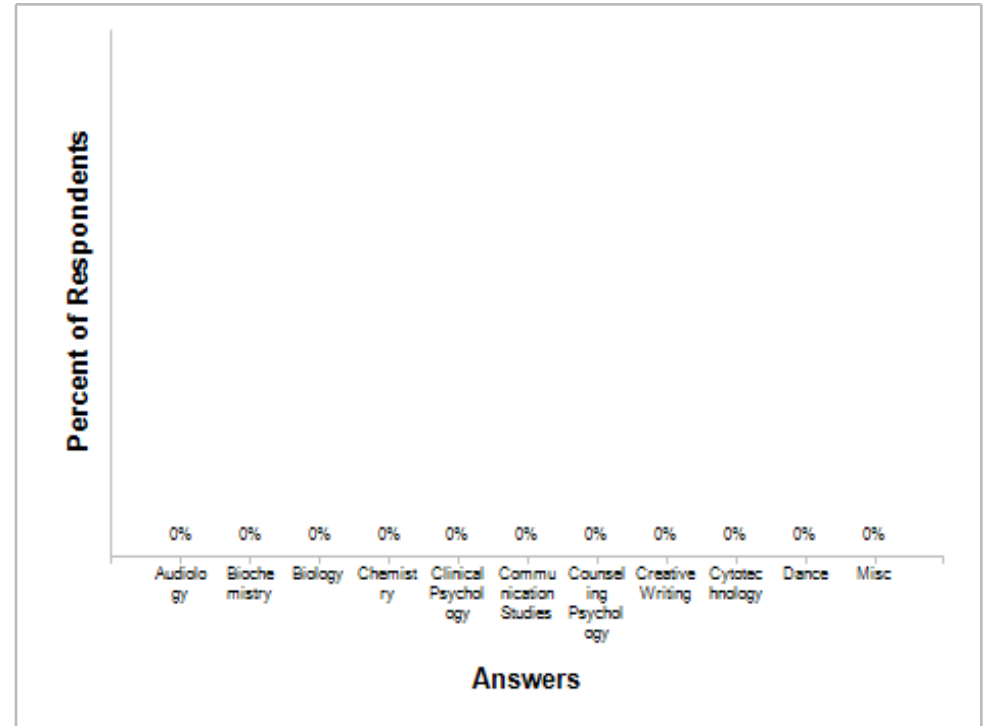 Percent of Respondents
0% 0% 0% 0% 0% 0% 0% 0% 0% 0% 0%
Audiolo Bioche Biology Chemist Clinical Commu Counsel Creative Cytotec Dance Misc
gy mistry ry Psychol nication ing Writing hnology
ogy Studies Psychol
ogy
Answers